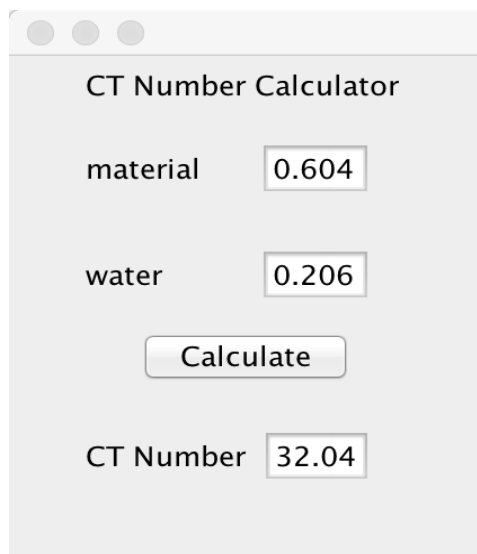 CT Number Calculator
material 0.604
water 0.206
Calculate
CT Number 32.04